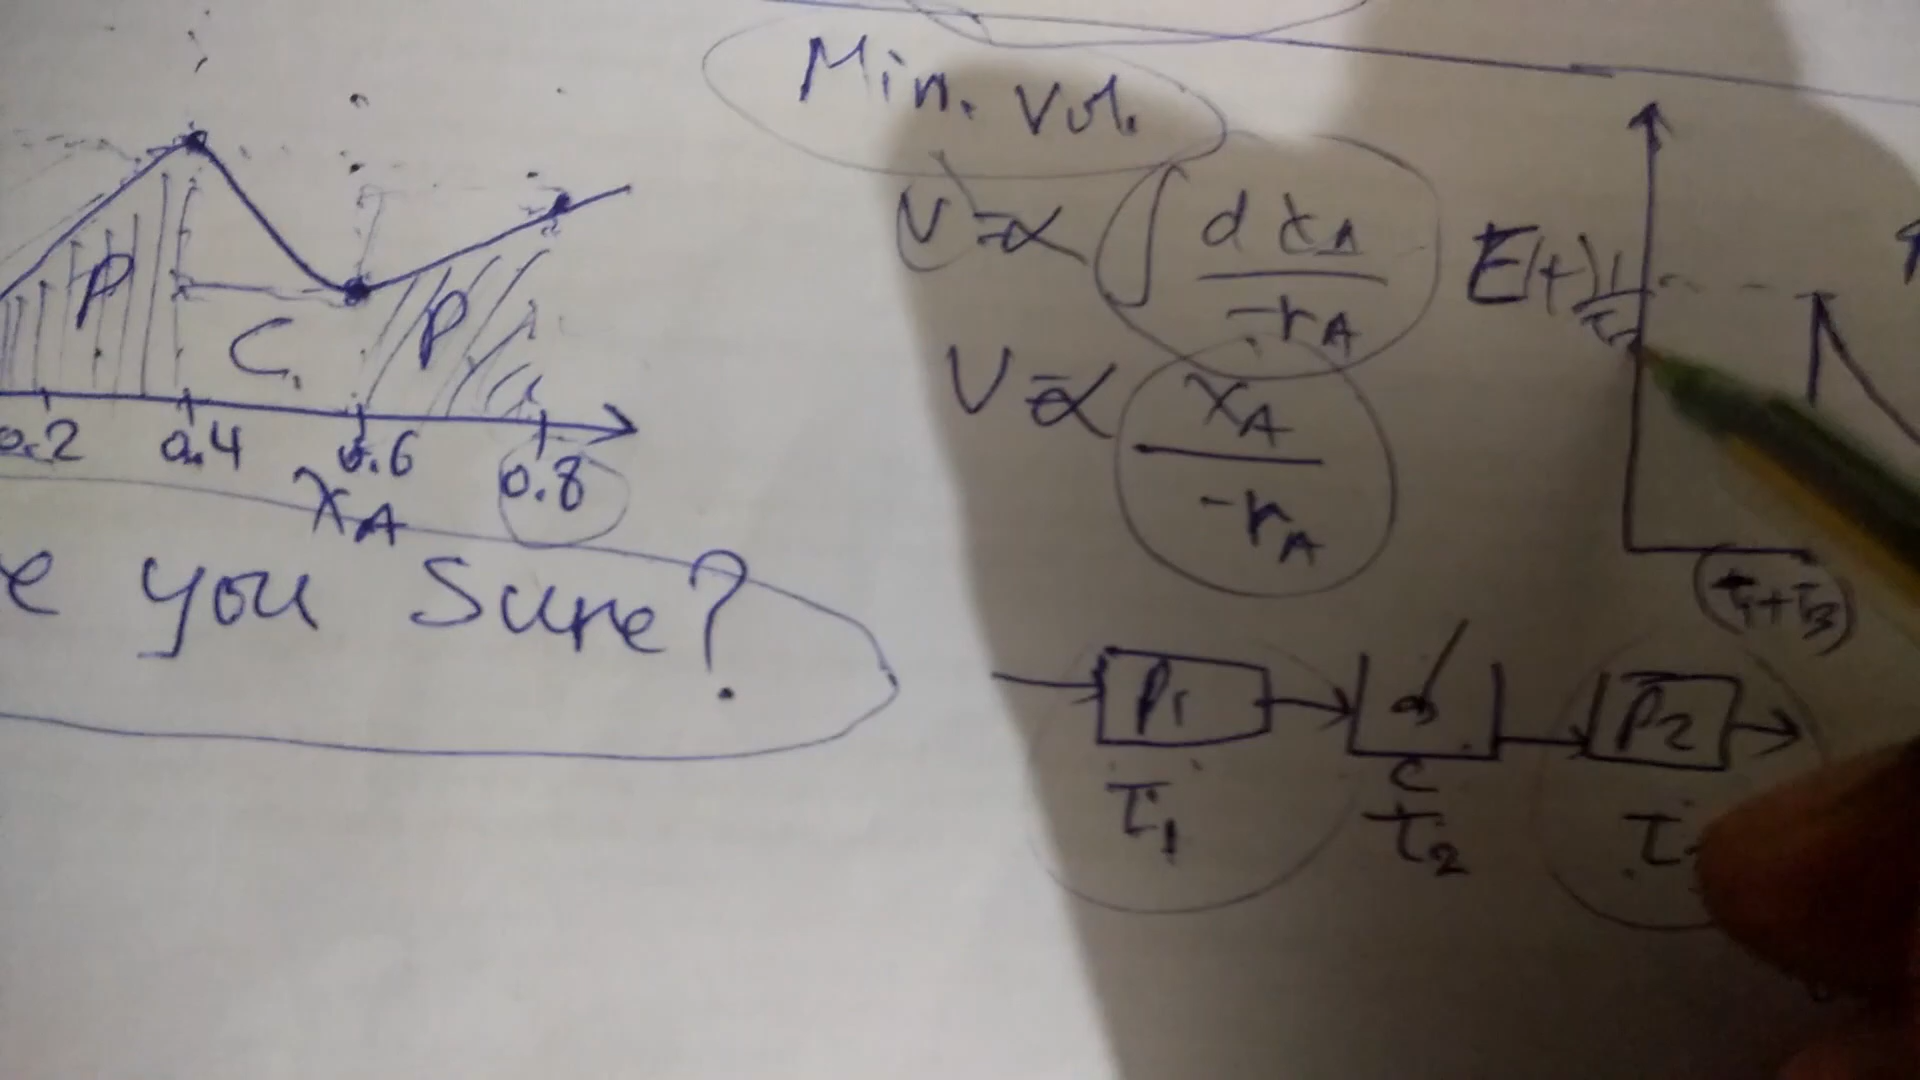 Min. Vol.
V = ∝ ∫ dXA / -rA
V = ∝ XA / -rA
P
C
P
0.2 0.4 0.6 0.8
XA
e you Sure?
E(t)
τ1+τ3
P1 P2
C
τ1 τ2